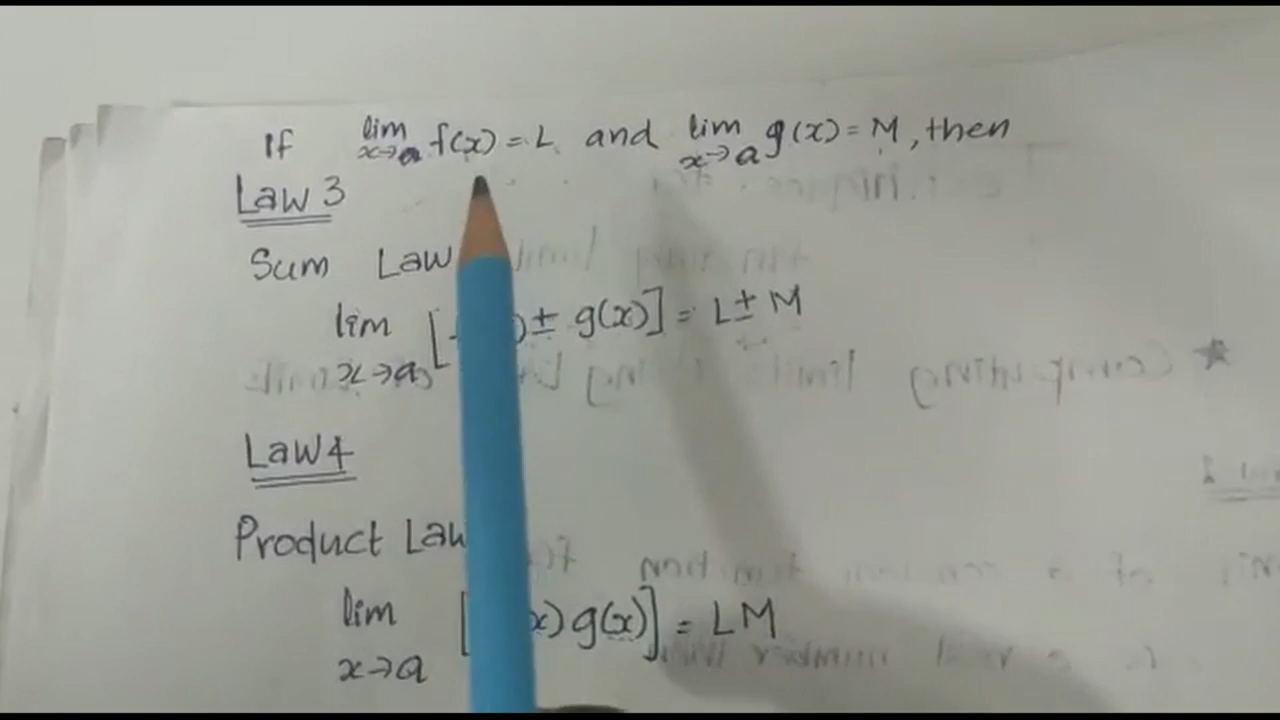 If lim x→a f(x) = L and lim x→a g(x) = M, then
Law 3
Sum Law
lim x→a [ ± g(x)] = L ± M
Law 4
Product Law
lim x→a [ x) g(x)] = LM